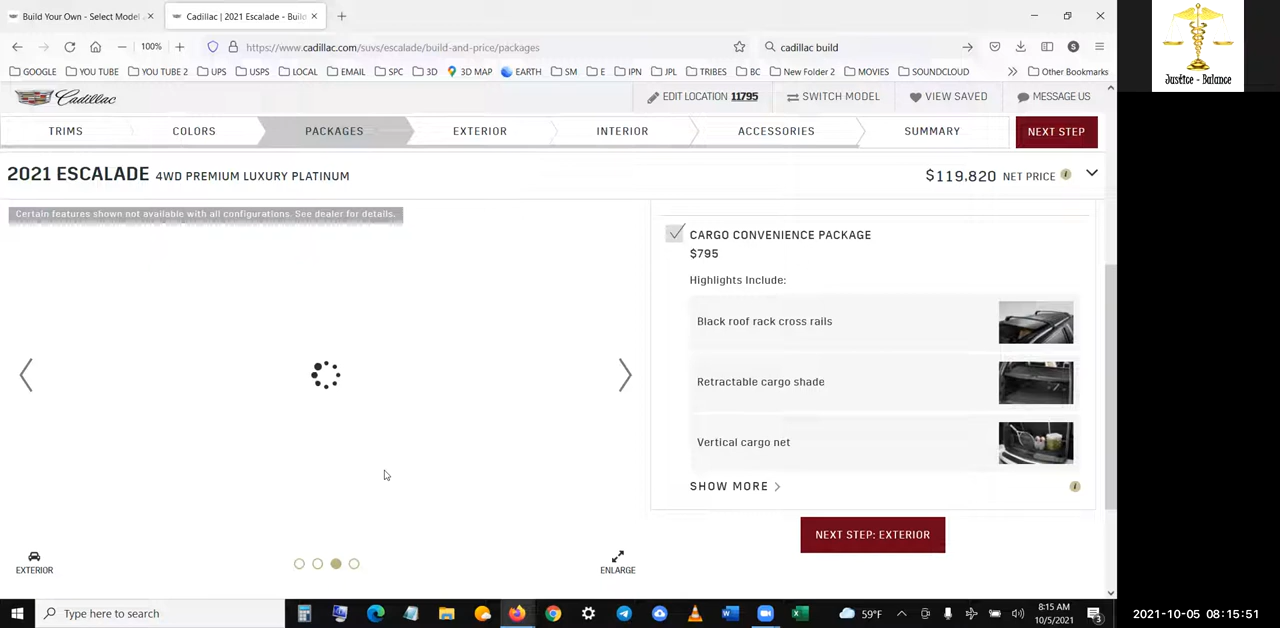 Build Your Own - Select Model
Cadillac | 2021 Escalade - Build
100%
https://www.cadillac.com/suvs/escalade/build-and-price/packages
cadillac build
S
GOOGLE YOU TUBE YOU TUBE 2 UPS USPS LOCAL EMAIL SPC 3D 3D MAP EARTH SM E IPN JPL TRIBES BC New Folder 2 MOVIES SOUNDCLOUD Other Bookmarks
Justice - Balance
Cadillac
EDIT LOCATION 11795 SWITCH MODEL VIEW SAVED MESSAGE US
TRIMS COLORS PACKAGES EXTERIOR INTERIOR ACCESSORIES SUMMARY NEXT STEP
2021 ESCALADE 4WD PREMIUM LUXURY PLATINUM
$119,820 NET PRICE i
Certain features shown not available with all configurations. See dealer for details.
CARGO CONVENIENCE PACKAGE
$795
Highlights Include:
Black roof rack cross rails
Retractable cargo shade
Vertical cargo net
SHOW MORE
i
NEXT STEP: EXTERIOR
EXTERIOR
ENLARGE
Type here to search
59°F
8:15 AM
10/5/2021
3
2021-10-05 08:15:51